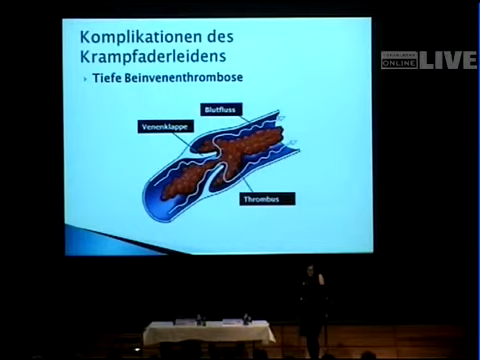 Komplikationen des
Krampfaderleidens
Tiefe Beinvenenthrombose
Blutfluss
Venenklappe
Thrombus
ONLINE
LIVE